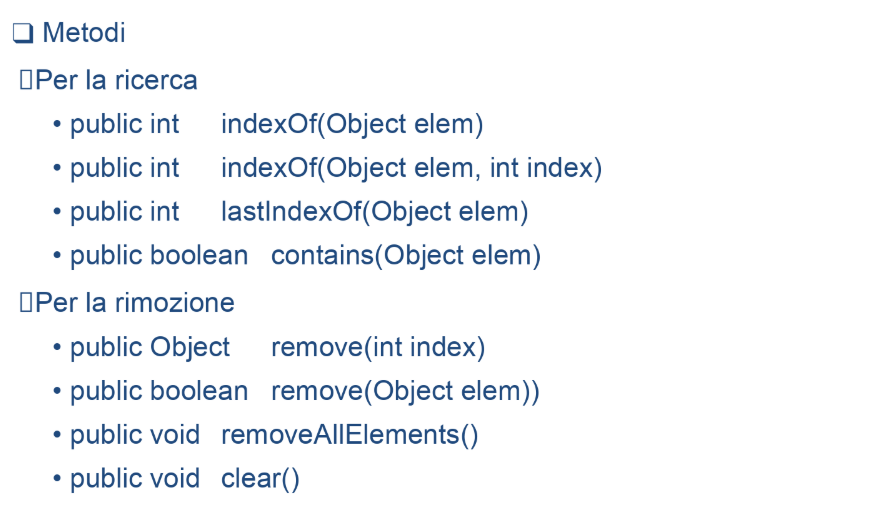 ❑ Metodi
Per la ricerca
• public int indexOf(Object elem)
• public int indexOf(Object elem, int index)
• public int lastIndexOf(Object elem)
• public boolean contains(Object elem)
Per la rimozione
• public Object remove(int index)
• public boolean remove(Object elem))
• public void removeAllElements()
• public void clear()